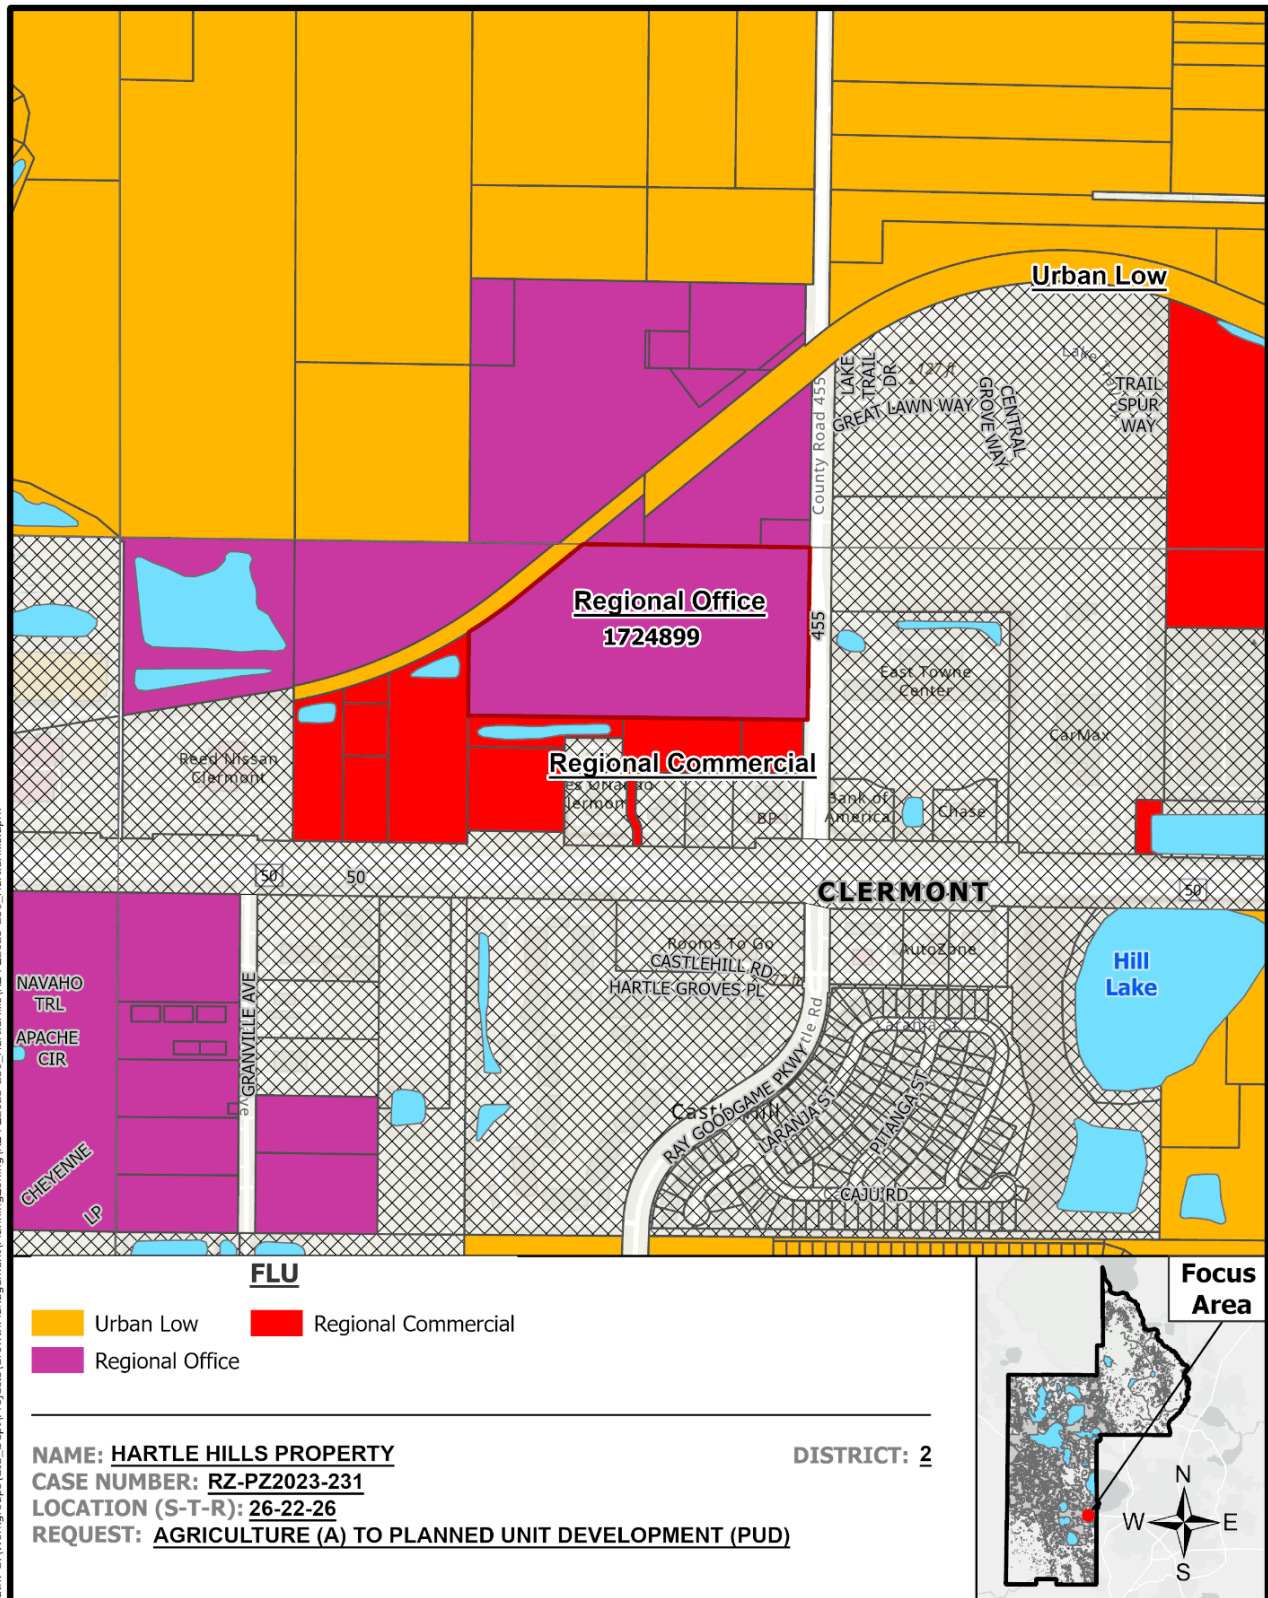 Urban Low
LAKE
TRAIL
DR
127 ft
GREAT LAWN WAY
CENTRAL
GROVE WAY
TRAIL
SPUR
WAY
County Road 455
Regional Office
1724899
455
East Towne
Center
CarMax
Reed Nissan
Clermont
Regional Commercial
BP
Bank of
America
Chase
50
50
CLERMONT
50
Rooms To Go
CASTLEHILL RD
HARTLE GROVES PL
AutoZone
Hill
Lake
NAVAHO
TRL
APACHE
CIR
GRANVILLE AVE
Laranja St
RAY GOODGAME PKWY
LARANJA ST
PITANGA ST
CAJU RD
CHEYENNE
LP
FLU
Urban Low
Regional Commercial
Regional Office
Focus
Area
NAME: HARTLE HILLS PROPERTY
DISTRICT: 2
CASE NUMBER: RZ-PZ2023-231
LOCATION (S-T-R): 26-22-26
REQUEST: AGRICULTURE (A) TO PLANNED UNIT DEVELOPMENT (PUD)
N
W
E
S